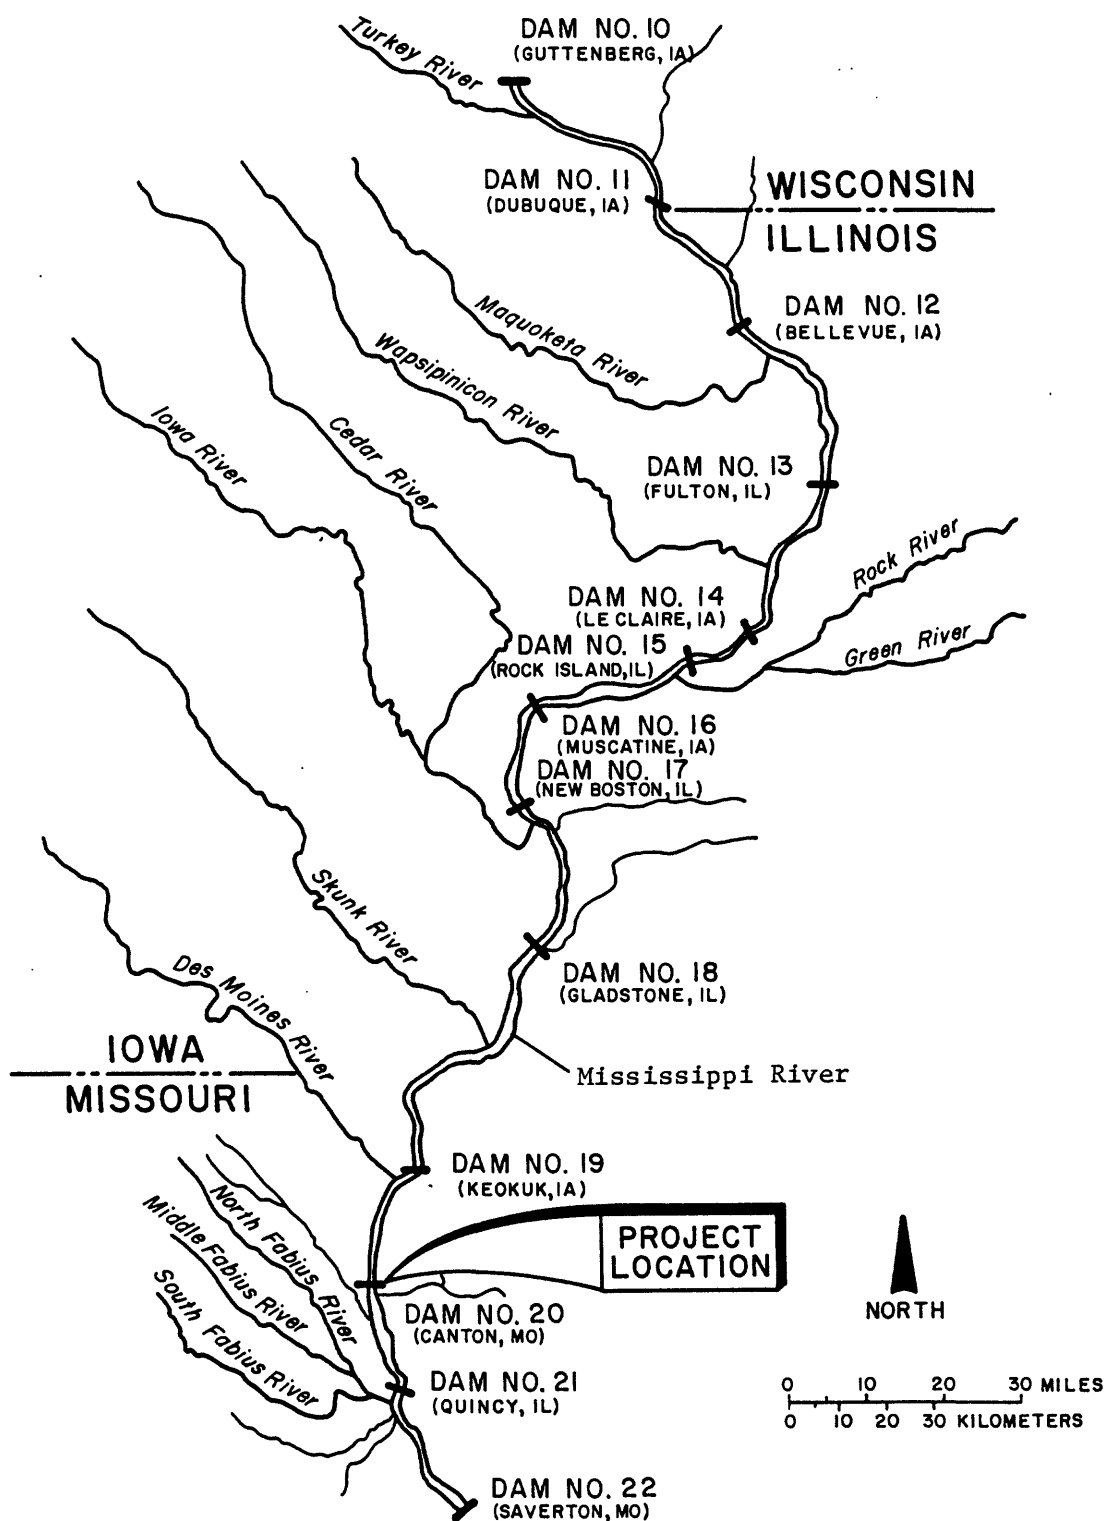 DAM NO. 10
(GUTTENBERG, IA)
Turkey River
DAM NO. 11
(DUBUQUE, IA)
WISCONSIN
ILLINOIS
DAM NO. 12
(BELLEVUE, IA)
Maquoketa River
Wapsipinicon River
Cedar River
Iowa River
DAM NO. 13
(FULTON, IL)
Rock River
Green River
DAM NO. 14
(LE CLAIRE, IA)
DAM NO. 15
(ROCK ISLAND, IL)
DAM NO. 16
(MUSCATINE, IA)
DAM NO. 17
(NEW BOSTON, IL)
Skunk River
Des Moines River
DAM NO. 18
(GLADSTONE, IL)
IOWA
MISSOURI
Mississippi River
DAM NO. 19
(KEOKUK, IA)
North Fabius River
Middle Fabius River
South Fabius River
PROJECT
LOCATION
NORTH
DAM NO. 20
(CANTON, MO)
DAM NO. 21
(QUINCY, IL)
0 10 20 30 MILES
0 10 20 30 KILOMETERS
DAM NO. 22
(SAVERTON, MO)